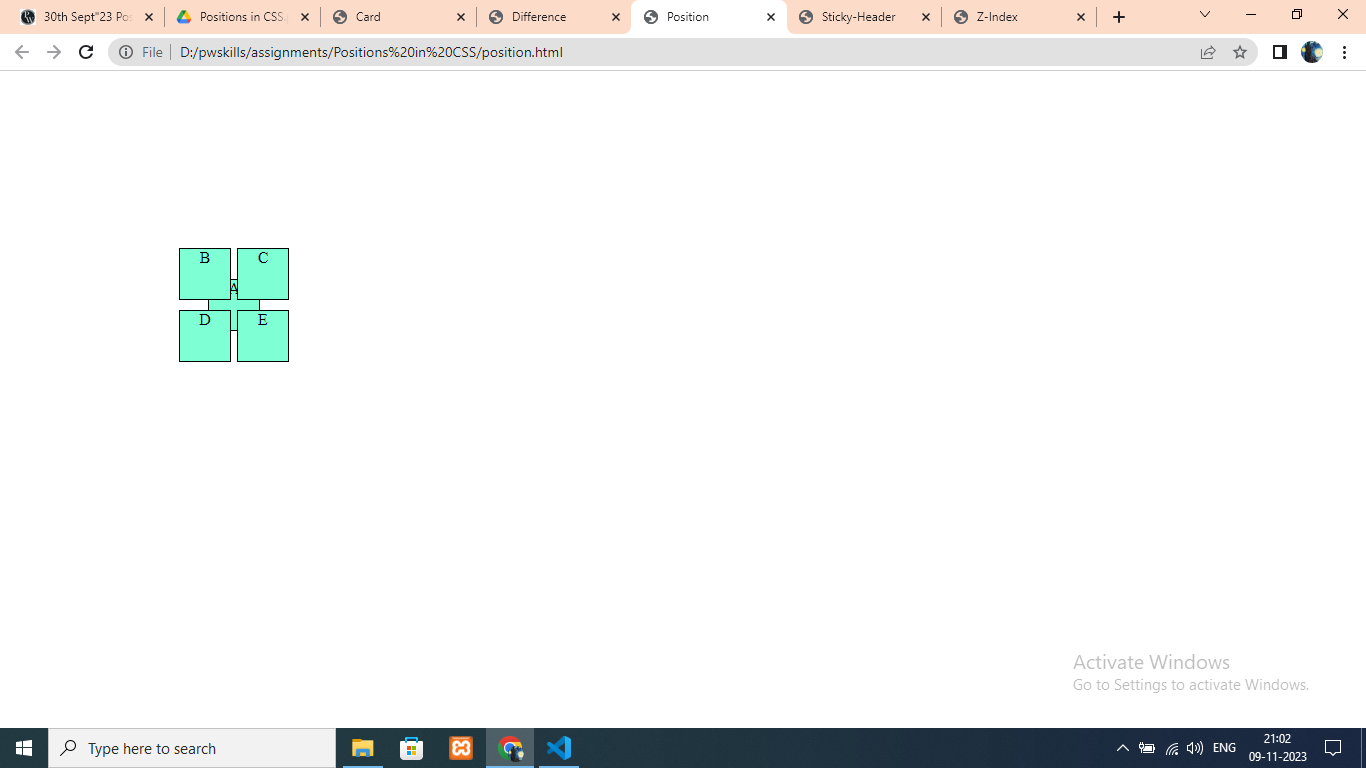 30th Sept"23 Pos
Positions in CSS.
Card
Difference
Position
Sticky-Header
Z-Index
File
D:/pwskills/assignments/Positions%20in%20CSS/position.html
B
C
A
D
E
Activate Windows
Go to Settings to activate Windows.
Type here to search
ENG
21:02
09-11-2023